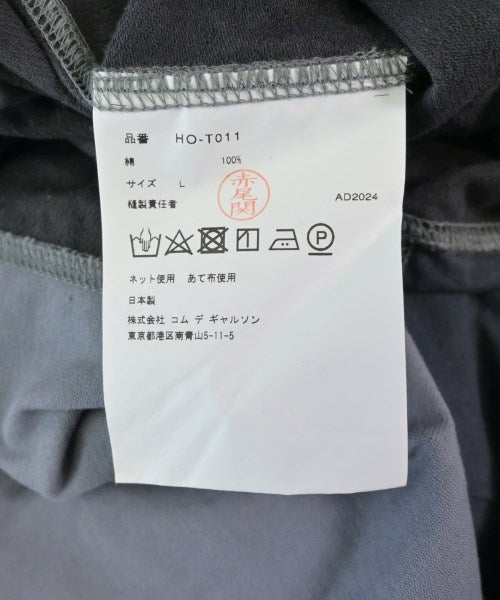 品番 HO-T011
綿 100%
サイズ L
縫製責任者 赤尾関 AD2024
P
ネット使用 あて布使用
日本製
株式会社 コム デ ギャルソン
東京都港区南青山5-11-5